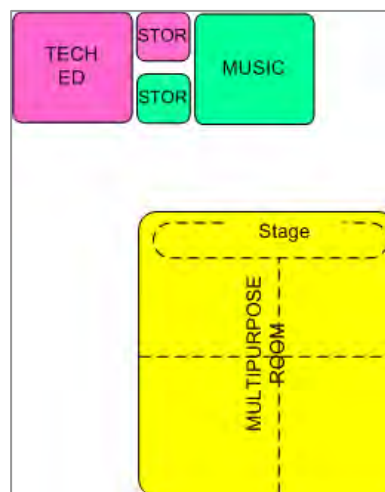 TECH
ED
STOR
STOR
MUSIC
Stage
MULTIPURPOSE
ROOM